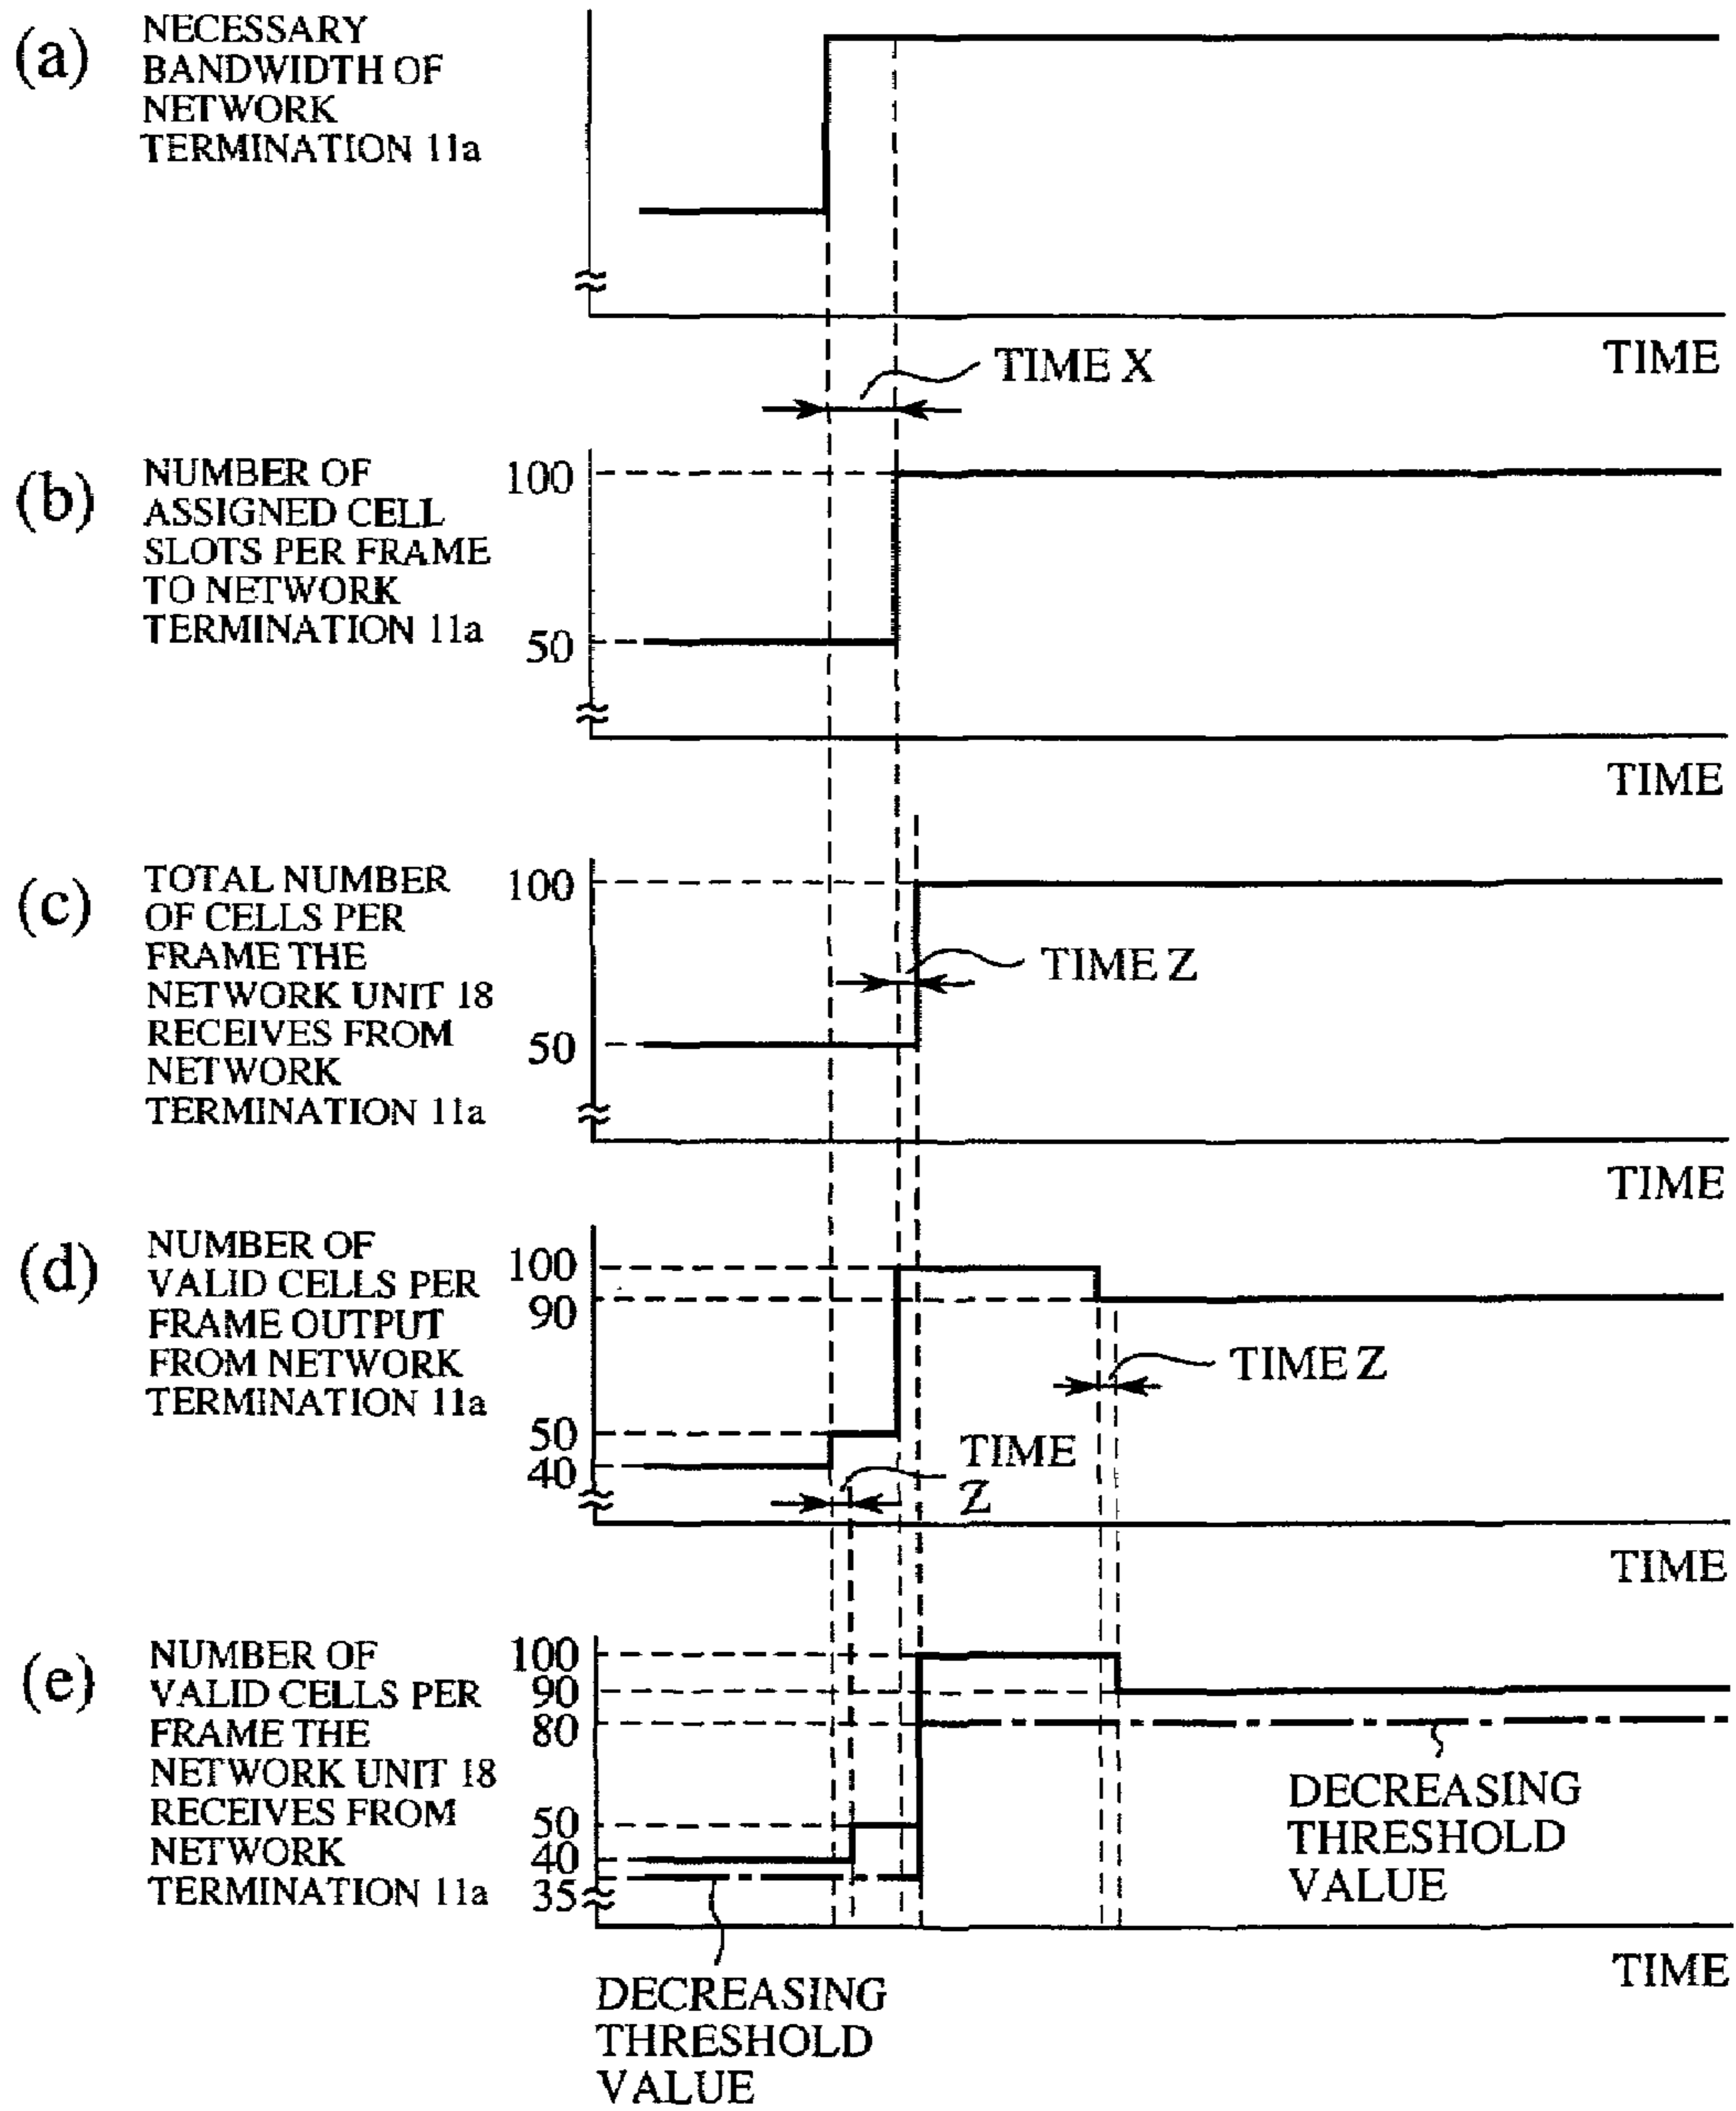 (a)
NECESSARY
BANDWIDTH OF
NETWORK
TERMINATION 11a
TIME
TIME X
(b)
NUMBER OF
ASSIGNED CELL
SLOTS PER FRAME
TO NETWORK
TERMINATION 11a
100
50
TIME
(c)
TOTAL NUMBER
OF CELLS PER
FRAME THE
NETWORK UNIT 18
RECEIVES FROM
NETWORK
TERMINATION 11a
100
50
TIME Z
TIME
(d)
NUMBER OF
VALID CELLS PER
FRAME OUTPUT
FROM NETWORK
TERMINATION 11a
100
90
50
40
TIME Z
TIME
Z
TIME
(e)
NUMBER OF
VALID CELLS PER
FRAME THE
NETWORK UNIT 18
RECEIVES FROM
NETWORK
TERMINATION 11a
100
90
80
50
40
35
DECREASING
THRESHOLD
VALUE
TIME
DECREASING
THRESHOLD
VALUE